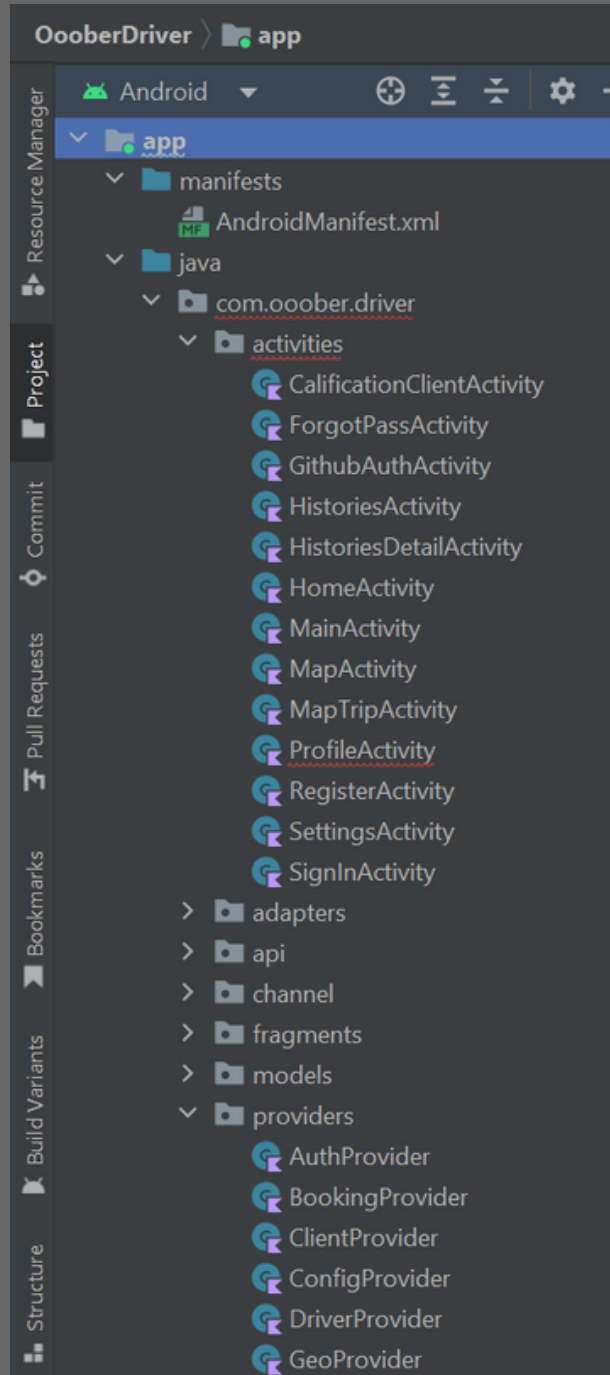 OooberDriver app
Android
app
manifests
MF AndroidManifest.xml
java
com.ooober.driver
activities
CalificationClientActivity
ForgotPassActivity
GithubAuthActivity
HistoriesActivity
HistoriesDetailActivity
HomeActivity
MainActivity
MapActivity
MapTripActivity
ProfileActivity
RegisterActivity
SettingsActivity
SignInActivity
adapters
api
channel
fragments
models
providers
AuthProvider
BookingProvider
ClientProvider
ConfigProvider
DriverProvider
GeoProvider
Resource Manager
Project
Commit
Pull Requests
Bookmarks
Build Variants
Structure